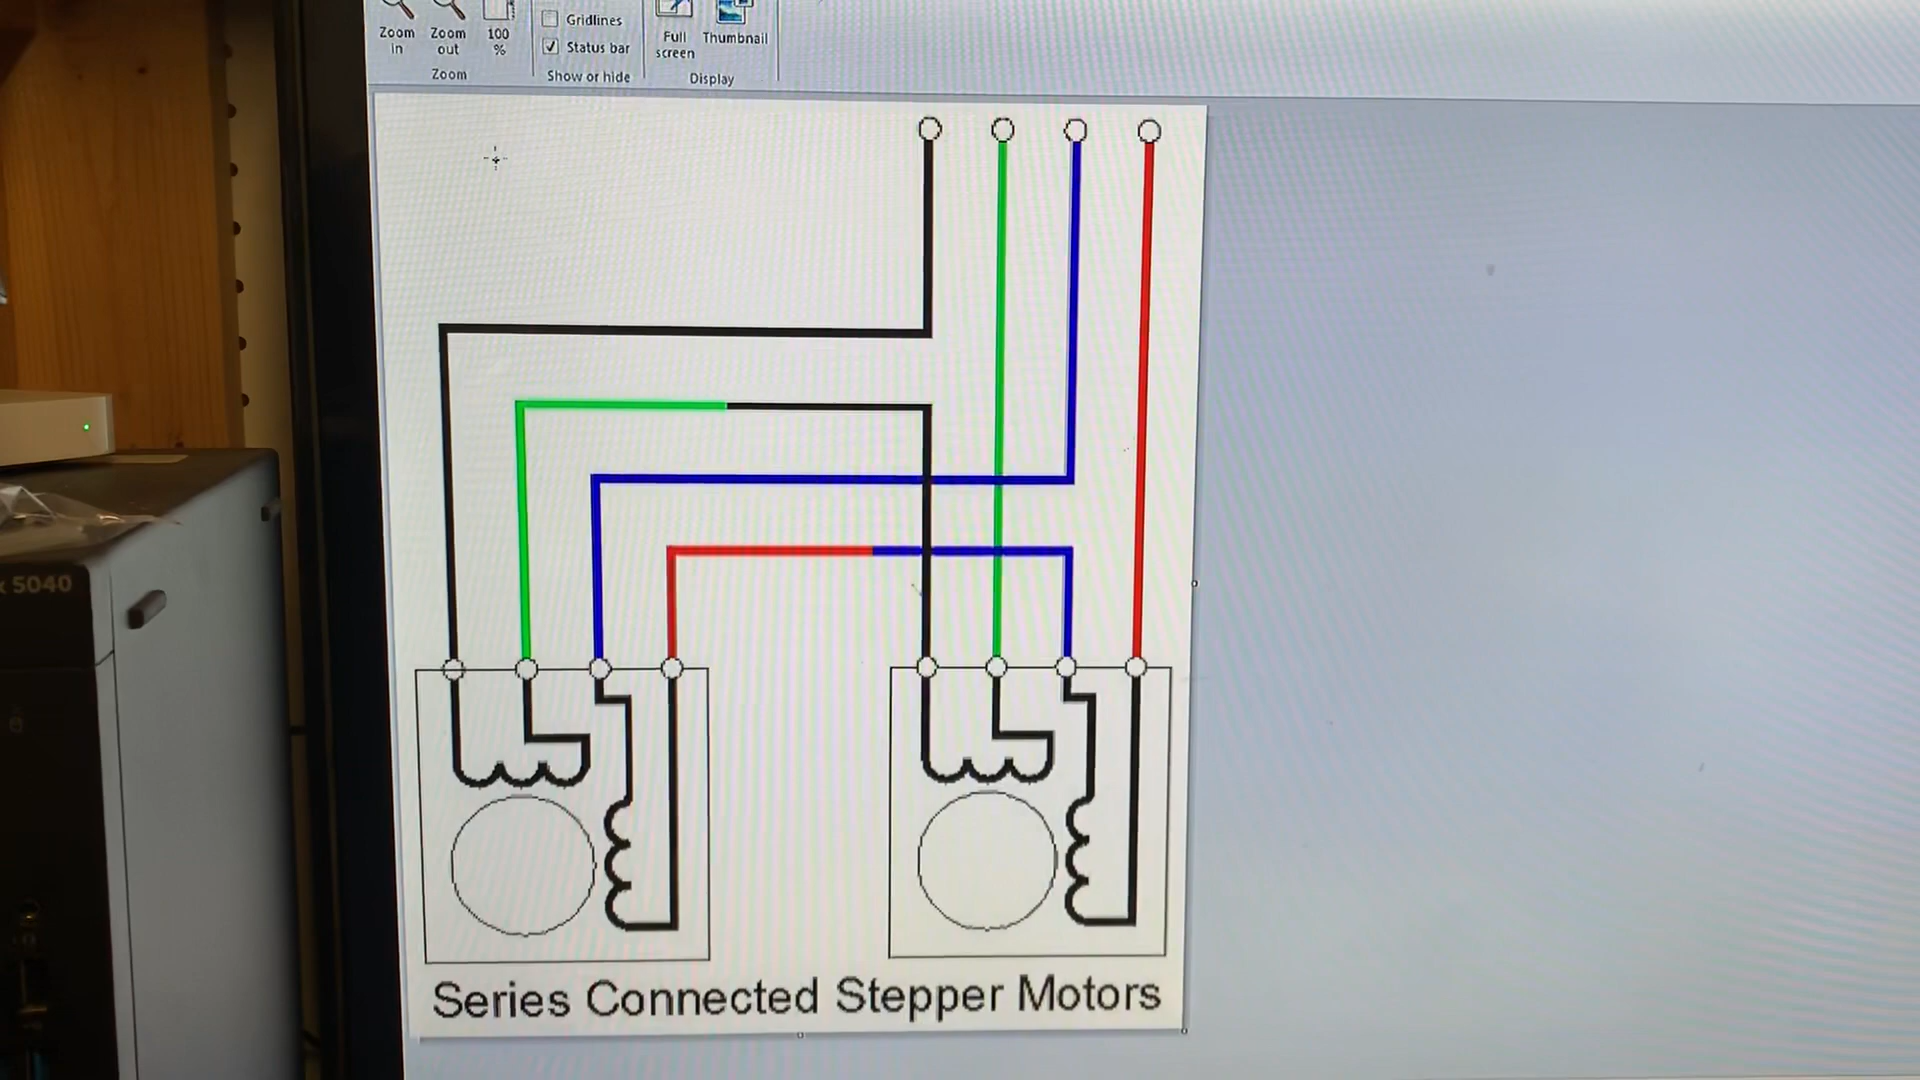 Zoom in
Zoom out
100 %
Gridlines
Status bar
Full screen
Thumbnail
Zoom
Show or hide
Display
5040
Series Connected Stepper Motors